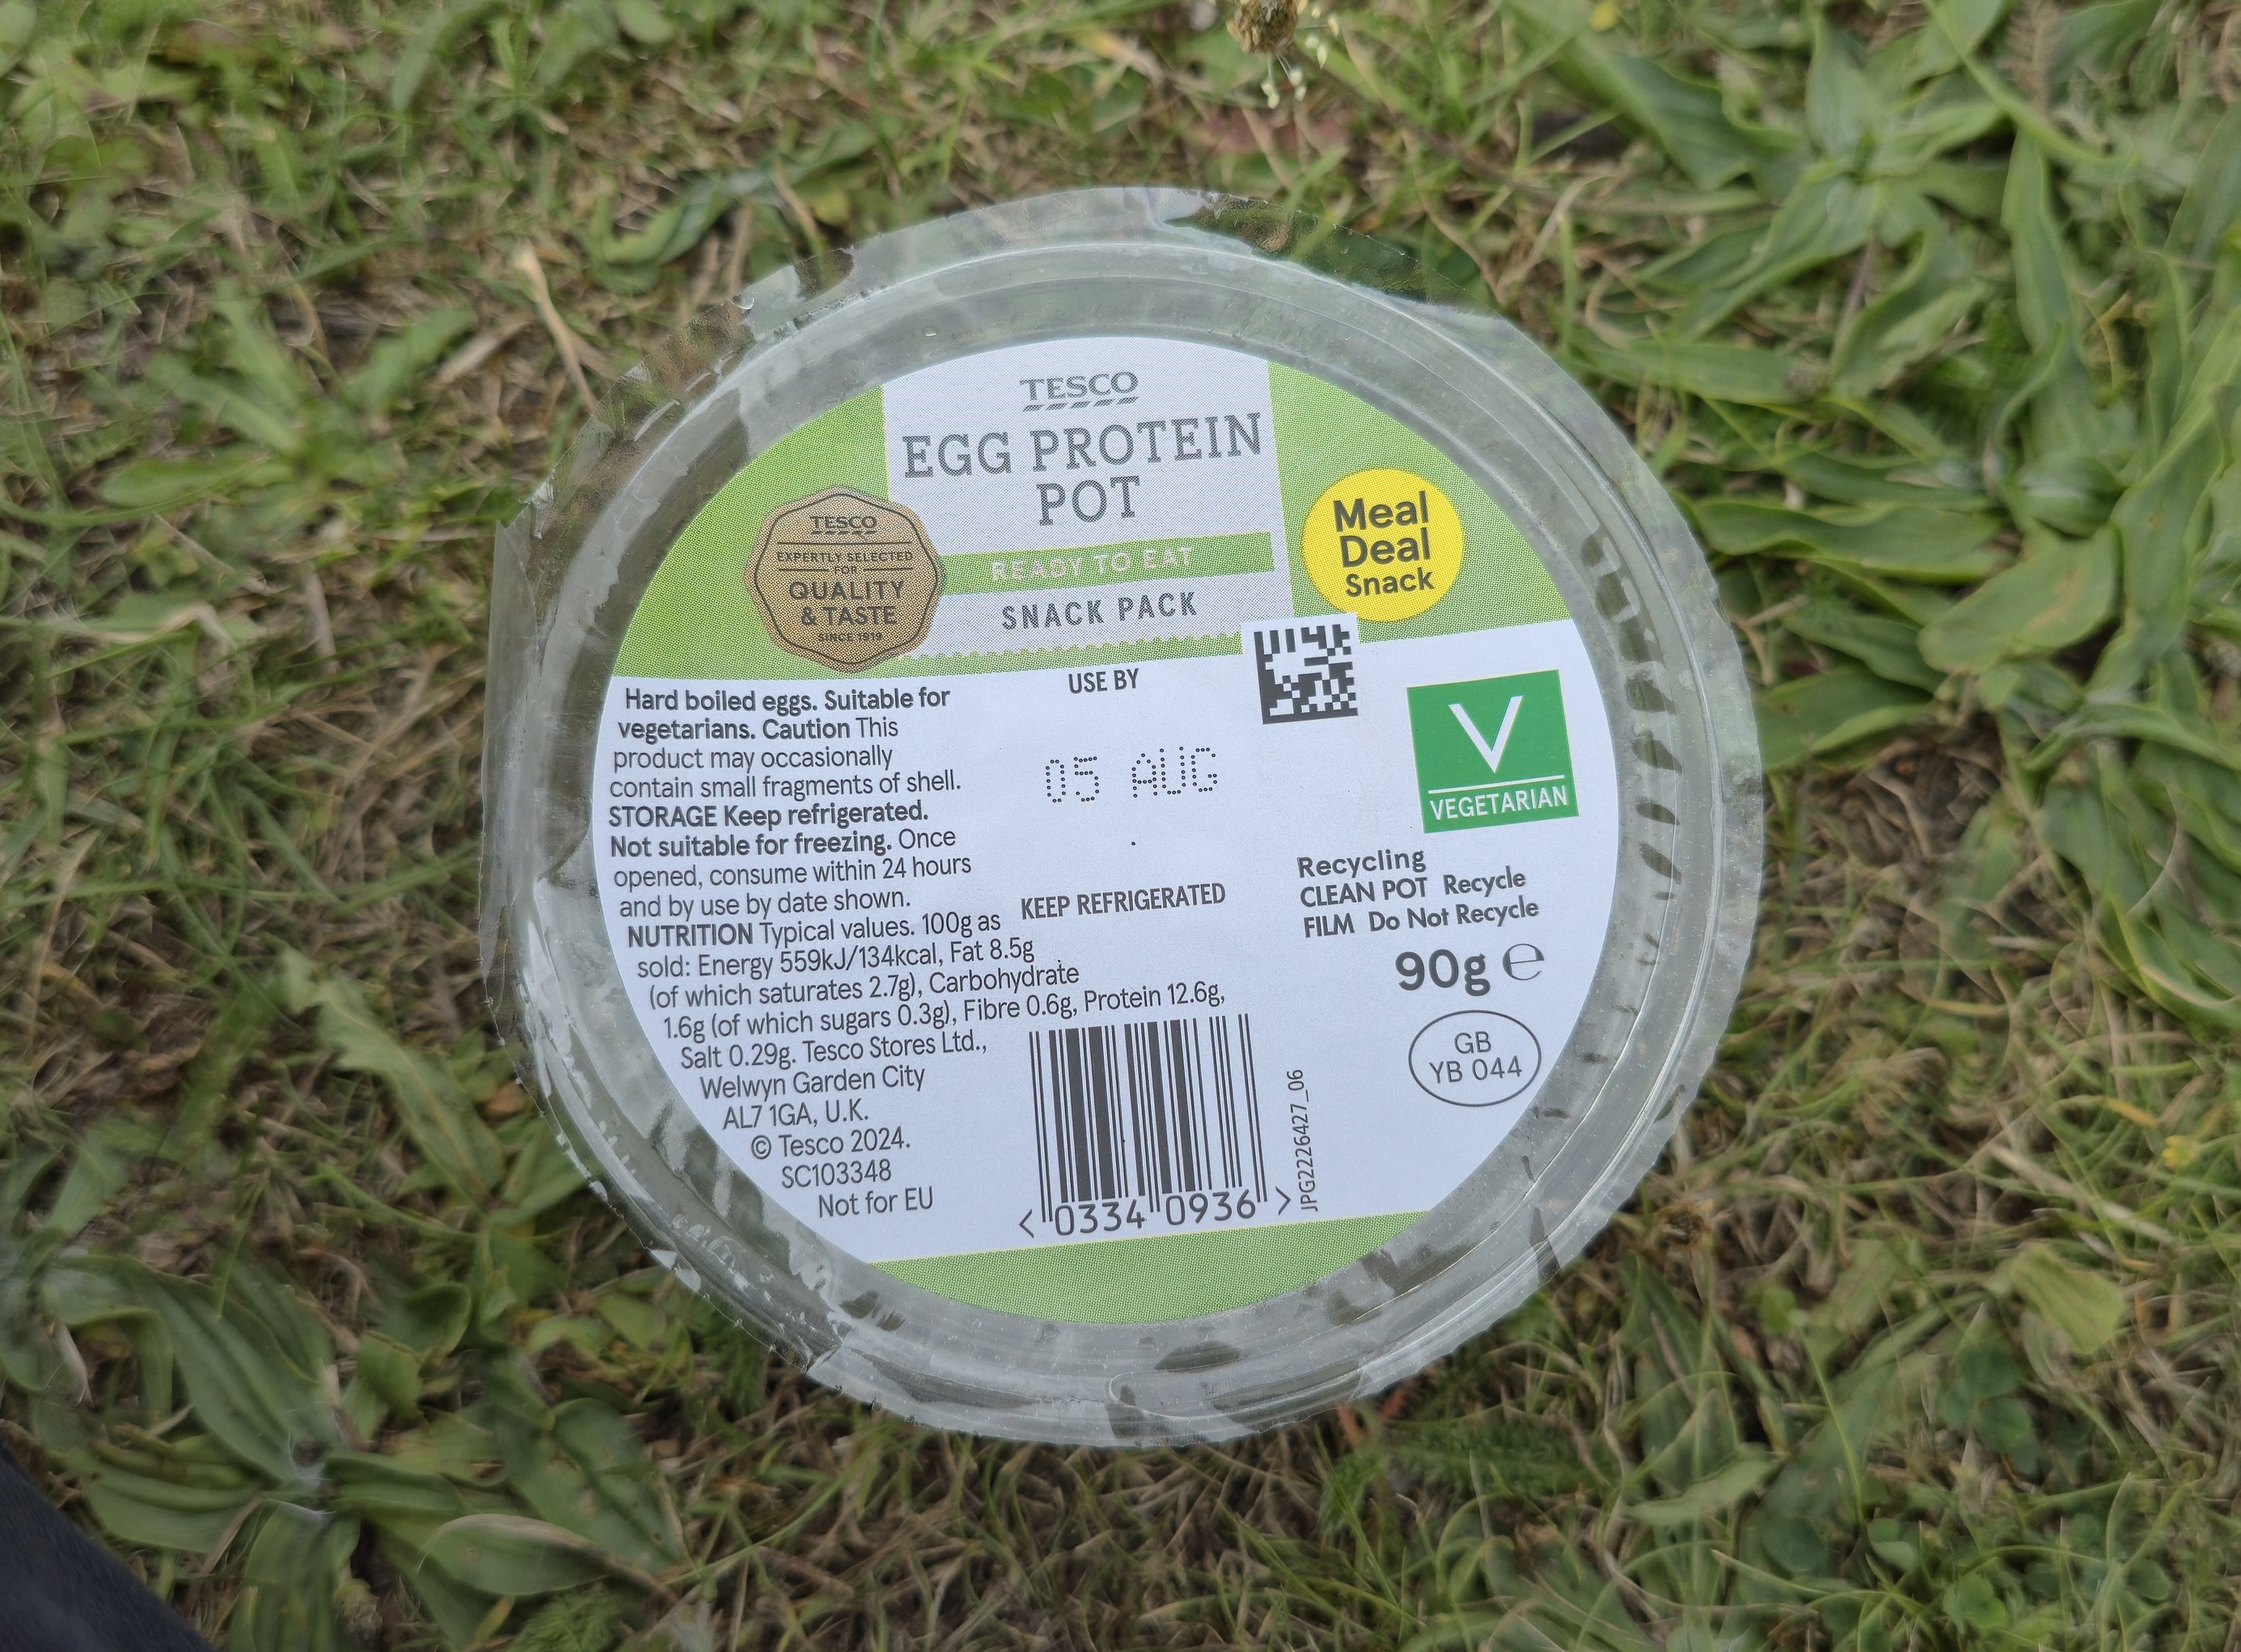 TESCO
EGG PROTEIN
POT
READY TO EAT
SNACK PACK
TESCO
EXPERTLY SELECTED
FOR
QUALITY
& TASTE
SINCE 1919
Meal
Deal
Snack
Hard boiled eggs. Suitable for
vegetarians. Caution This
product may occasionally
contain small fragments of shell.
STORAGE Keep refrigerated.
Not suitable for freezing. Once
opened, consume within 24 hours
and by use by date shown.
NUTRITION Typical values. 100g as
sold: Energy 559kJ/134kcal, Fat 8.5g
(of which saturates 2.7g), Carbohydrate
1.6g (of which sugars 0.3g), Fibre 0.6g, Protein 12.6g,
Salt 0.29g. Tesco Stores Ltd.,
Welwyn Garden City
AL7 1GA, U.K.
© Tesco 2024.
SC103348
Not for EU
USE BY
05 AUG
KEEP REFRIGERATED
< 0334 0936 >
JPG2226427_06
V
VEGETARIAN
Recycling
CLEAN POT Recycle
FILM Do Not Recycle
90g ℮
GB
YB 044